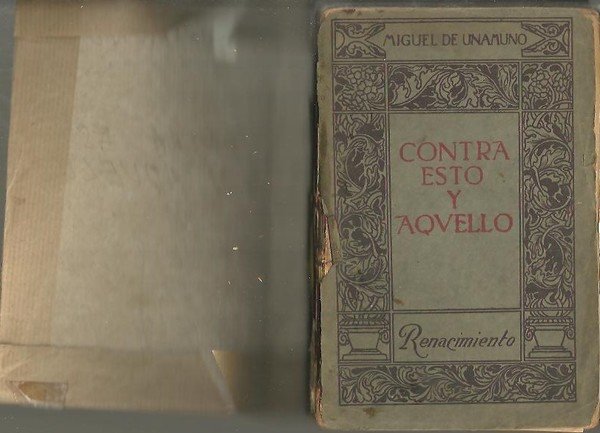 MIGUEL DE UNAMUNO
CONTRA
ESTO
Y
AQVELLO
Renacimiento